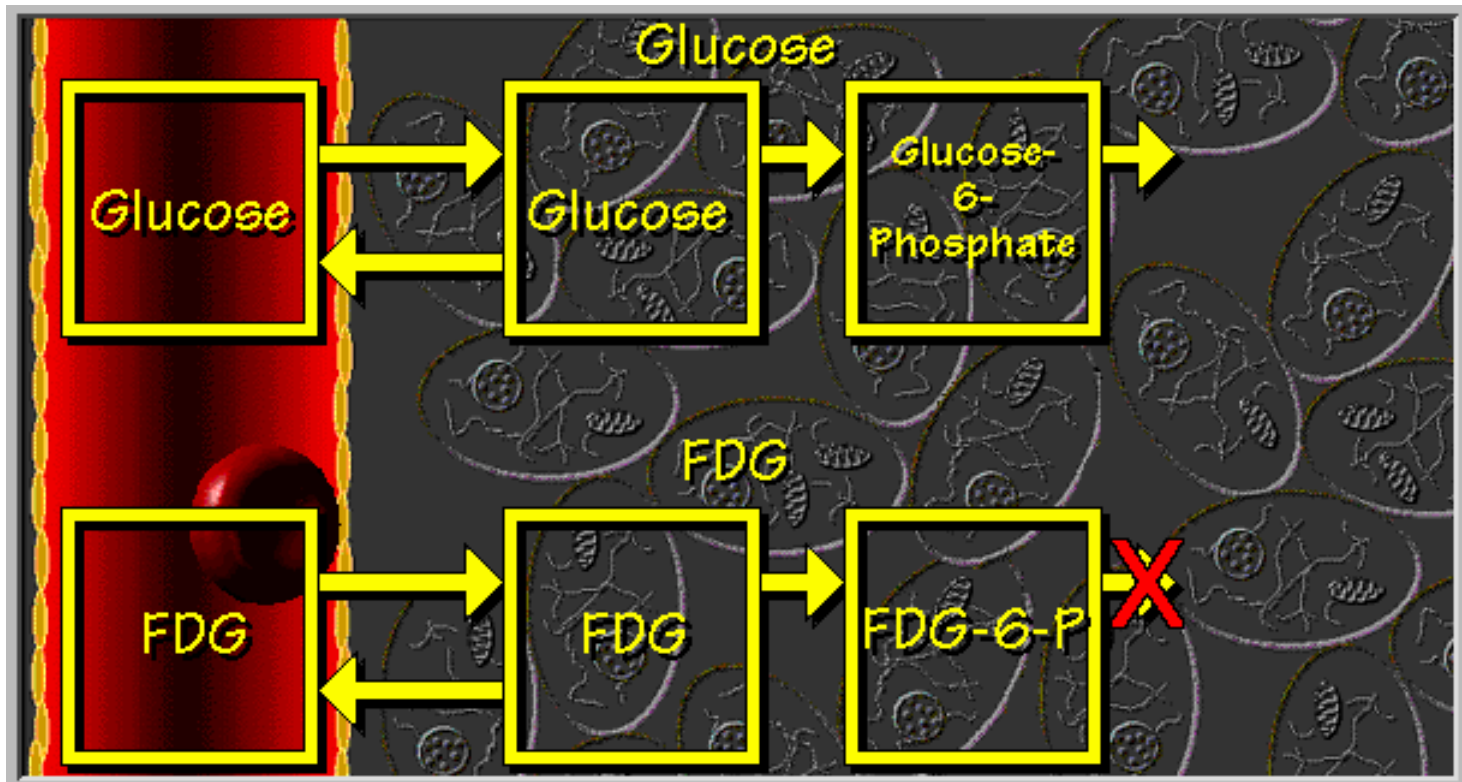 Glucose
Glucose
Glucose
Glucose-
6-
Phosphate
FDG
FDG
FDG
FDG-6-P
X